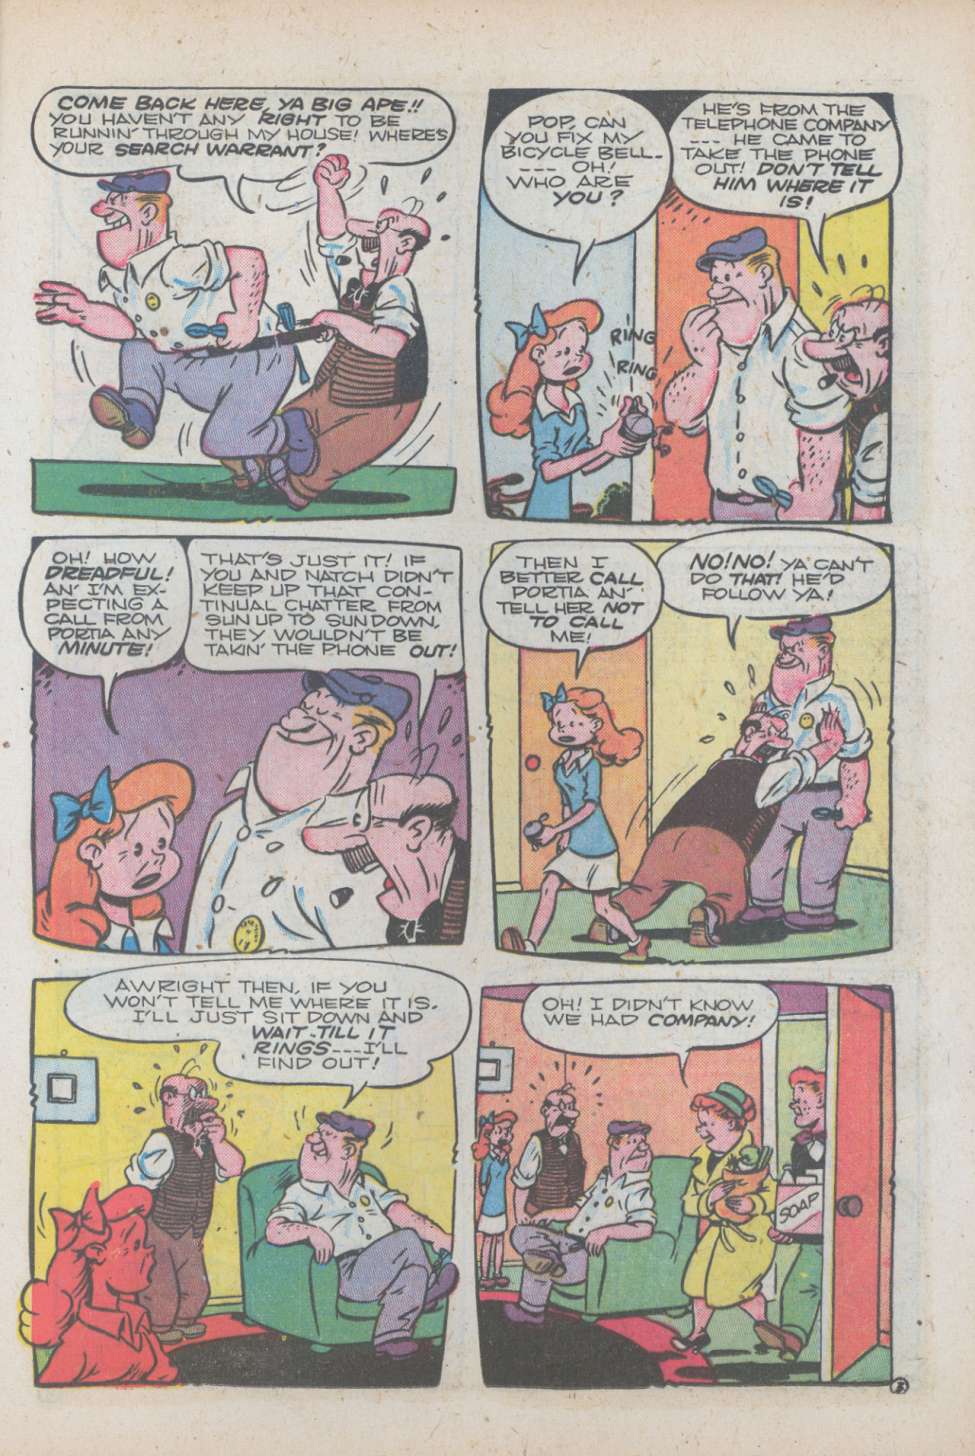 COME BACK HERE, YA BIG APE!!
YOU HAVEN'T ANY RIGHT TO BE
RUNNIN' THROUGH MY HOUSE! WHERE'S
YOUR SEARCH WARRANT?
POP, CAN
YOU FIX MY
BICYCLE BELL-
--- OH!
WHO ARE
YOU?
HE'S FROM THE
TELEPHONE COMPANY
--- HE CAME TO
TAKE THE PHONE
OUT! DON'T TELL
HIM WHERE IT
IS!
RING
RING
OH! HOW
DREADFUL!
AN' I'M EX-
PECTING A
CALL FROM
PORTIA ANY
MINUTE!
THAT'S JUST IT! IF
YOU AND NATCH DIDN'T
KEEP UP THAT CON-
TINUAL CHATTER FROM
SUN UP TO SUNDOWN,
THEY WOULDN'T BE
TAKIN' THE PHONE OUT!
THEN I
BETTER CALL
PORTIA AN'
TELL HER NOT
TO CALL
ME!
NO! NO! YA CAN'T
DO THAT! HE'D
FOLLOW YA!
AWRIGHT THEN, IF YOU
WON'T TELL ME WHERE IT IS.
I'LL JUST SIT DOWN AND
WAIT TILL IT
RINGS---I'LL
FIND OUT!
OH! I DIDN'T KNOW
WE HAD COMPANY!
SOAP